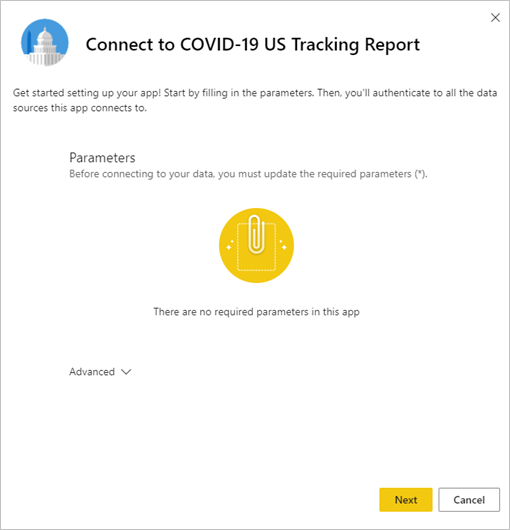 Connect to COVID-19 US Tracking Report
Get started setting up your app! Start by filling in the parameters. Then, you'll authenticate to all the data
sources this app connects to.
Parameters
Before connecting to your data, you must update the required parameters (*).
There are no required parameters in this app
Advanced
Next
Cancel